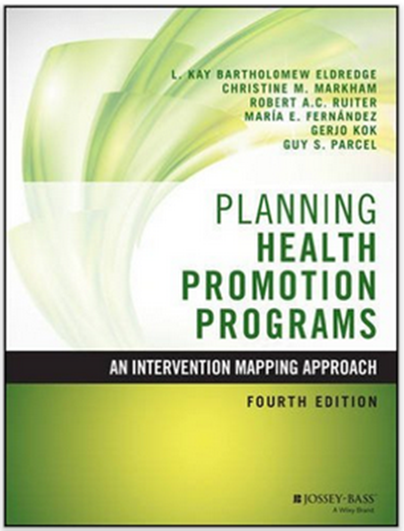 L. KAY BARTHOLOMEW ELDREDGE
CHRISTINE M. MARKHAM
ROBERT A.C. RUITER
MARÍA E. FERNÁNDEZ
GERJO KOK
GUY S. PARCEL
PLANNING
HEALTH
PROMOTION
PROGRAMS
AN INTERVENTION MAPPING APPROACH
FOURTH EDITION
JOSSEY-BASS™
A Wiley Brand